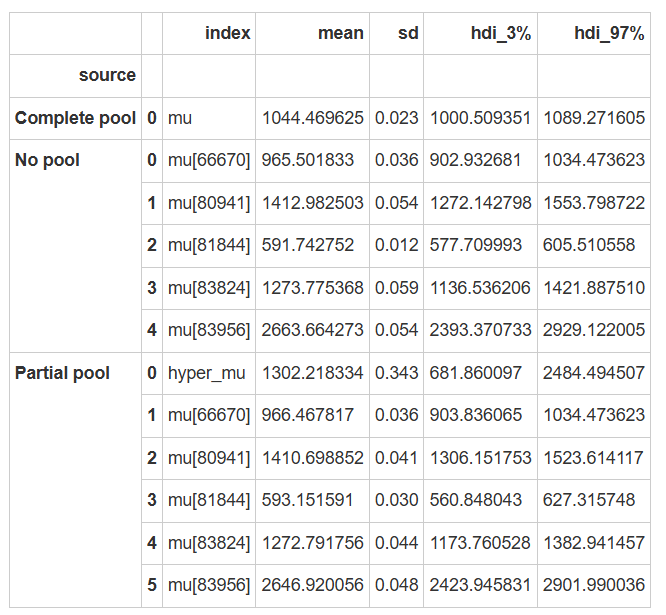 index mean sd hdi_3% hdi_97%
source
Complete pool 0 mu 1044.469625 0.023 1000.509351 1089.271605
No pool 0 mu[66670] 965.501833 0.036 902.932681 1034.473623
1 mu[80941] 1412.982503 0.054 1272.142798 1553.798722
2 mu[81844] 591.742752 0.012 577.709993 605.510558
3 mu[83824] 1273.775368 0.059 1136.536206 1421.887510
4 mu[83956] 2663.664273 0.054 2393.370733 2929.122005
Partial pool 0 hyper_mu 1302.218334 0.343 681.860097 2484.494507
1 mu[66670] 966.467817 0.036 903.836065 1034.473623
2 mu[80941] 1410.698852 0.041 1306.151753 1523.614117
3 mu[81844] 593.151591 0.030 560.848043 627.315748
4 mu[83824] 1272.791756 0.044 1173.760528 1382.941457
5 mu[83956] 2646.920056 0.048 2423.945831 2901.990036